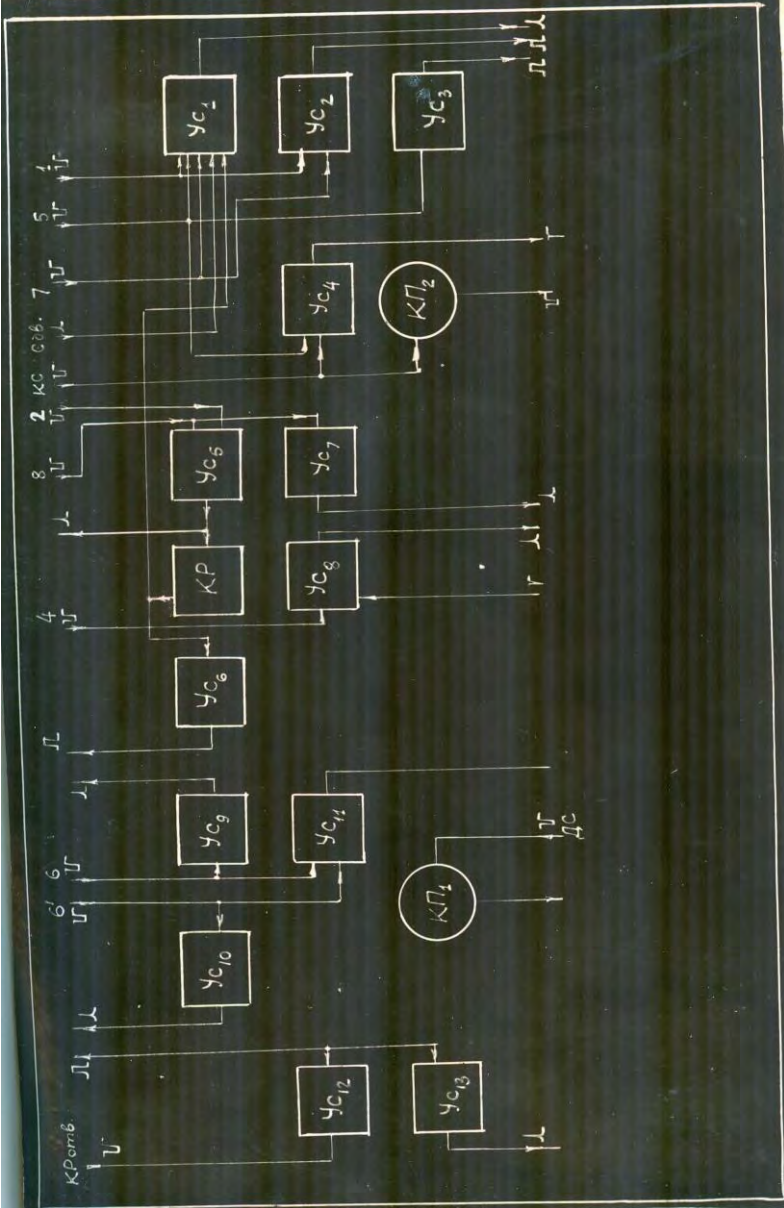 КРотв.
6'
6
4
8
2
КС
сов.
7
5
1
Ус₁₀
Ус₉
Ус₆
КР
Ус₅
Ус₁
Ус₁₂
Ус₁₁
Ус₈
Ус₇
Ус₄
Ус₂
Ус₁₃
КП₁
КП₂
Ус₃
ДС